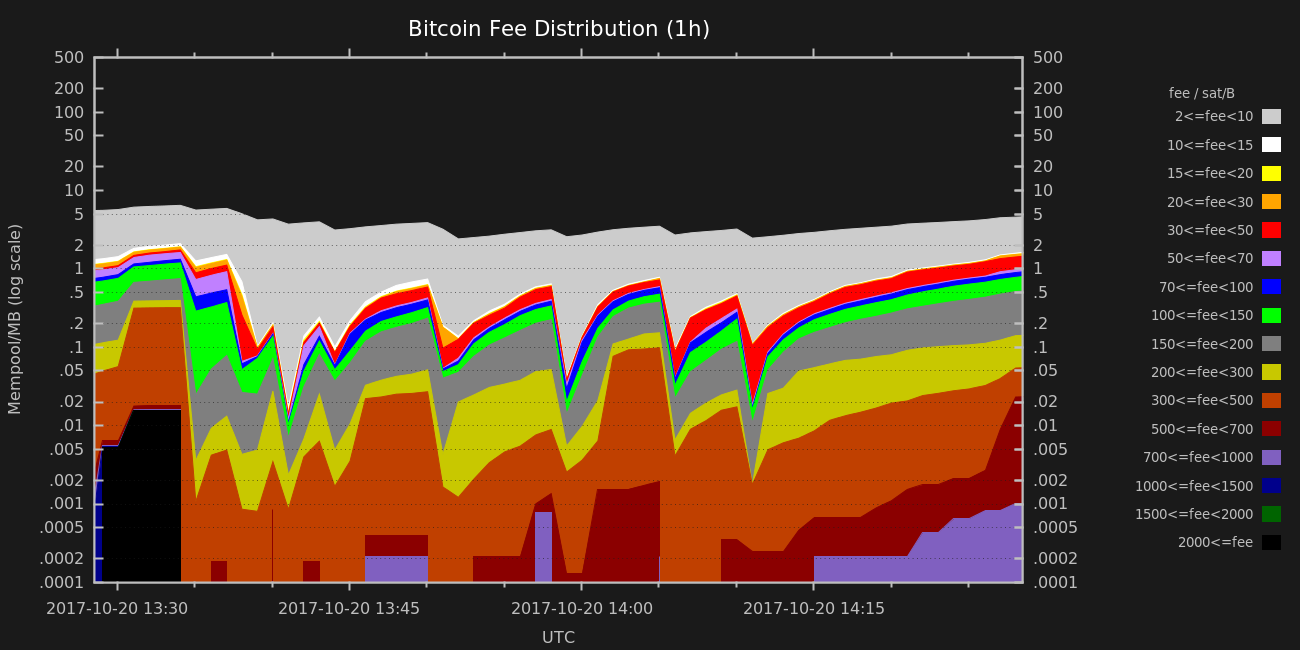 Bitcoin Fee Distribution (1h)
500 500
200 200
100 100
50 50
20 20
10 10
5 5
2 2
1 1
.5 .5
.2 .2
.1 .1
.05 .05
.02 .02
.01 .01
.005 .005
.002 .002
.001 .001
.0005 .0005
.0002 .0002
.0001 .0001
Mempool/MB (log scale)
2017-10-20 13:30 2017-10-20 13:45 2017-10-20 14:00 2017-10-20 14:15
UTC
fee / sat/B
2<=fee<10
10<=fee<15
15<=fee<20
20<=fee<30
30<=fee<50
50<=fee<70
70<=fee<100
100<=fee<150
150<=fee<200
200<=fee<300
300<=fee<500
500<=fee<700
700<=fee<1000
1000<=fee<1500
1500<=fee<2000
2000<=fee